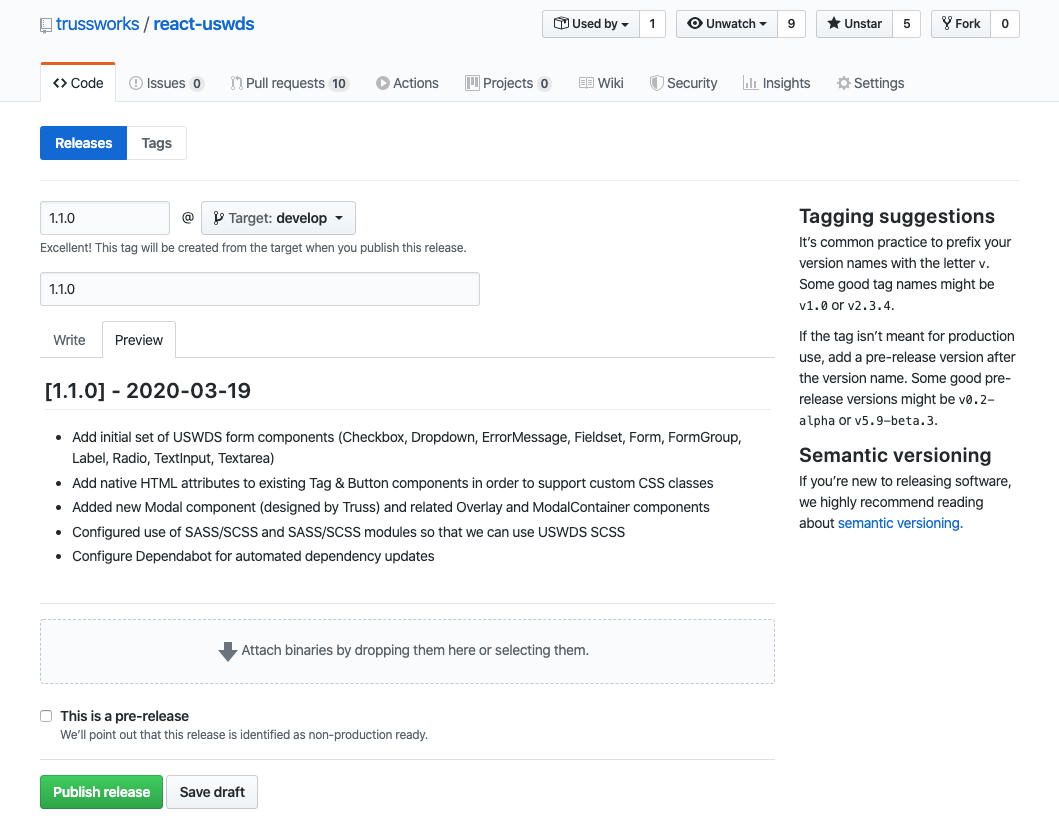 trussworks / react-uswds
Used by 1
Unwatch 9
Unstar 5
Fork 0
Code
Issues 0
Pull requests 10
Actions
Projects 0
Wiki
Security
Insights
Settings
Releases
Tags
1.1.0
@
Target: develop
Excellent! This tag will be created from the target when you publish this release.
1.1.0
Write
Preview
[1.1.0] - 2020-03-19
• Add initial set of USWDS form components (Checkbox, Dropdown, ErrorMessage, Fieldset, Form, FormGroup,
Label, Radio, TextInput, Textarea)
• Add native HTML attributes to existing Tag & Button components in order to support custom CSS classes
• Added new Modal component (designed by Truss) and related Overlay and ModalContainer components
• Configured use of SASS/SCSS and SASS/SCSS modules so that we can use USWDS SCSS
• Configure Dependabot for automated dependency updates
Attach binaries by dropping them here or selecting them.
This is a pre-release
We’ll point out that this release is identified as non-production ready.
Publish release
Save draft
Tagging suggestions
It’s common practice to prefix your
version names with the letter v.
Some good tag names might be
v1.0 or v2.3.4.
If the tag isn’t meant for production
use, add a pre-release version after
the version name. Some good pre-
release versions might be v0.2-
alpha or v5.9-beta.3.
Semantic versioning
If you’re new to releasing software,
we highly recommend reading
about semantic versioning.